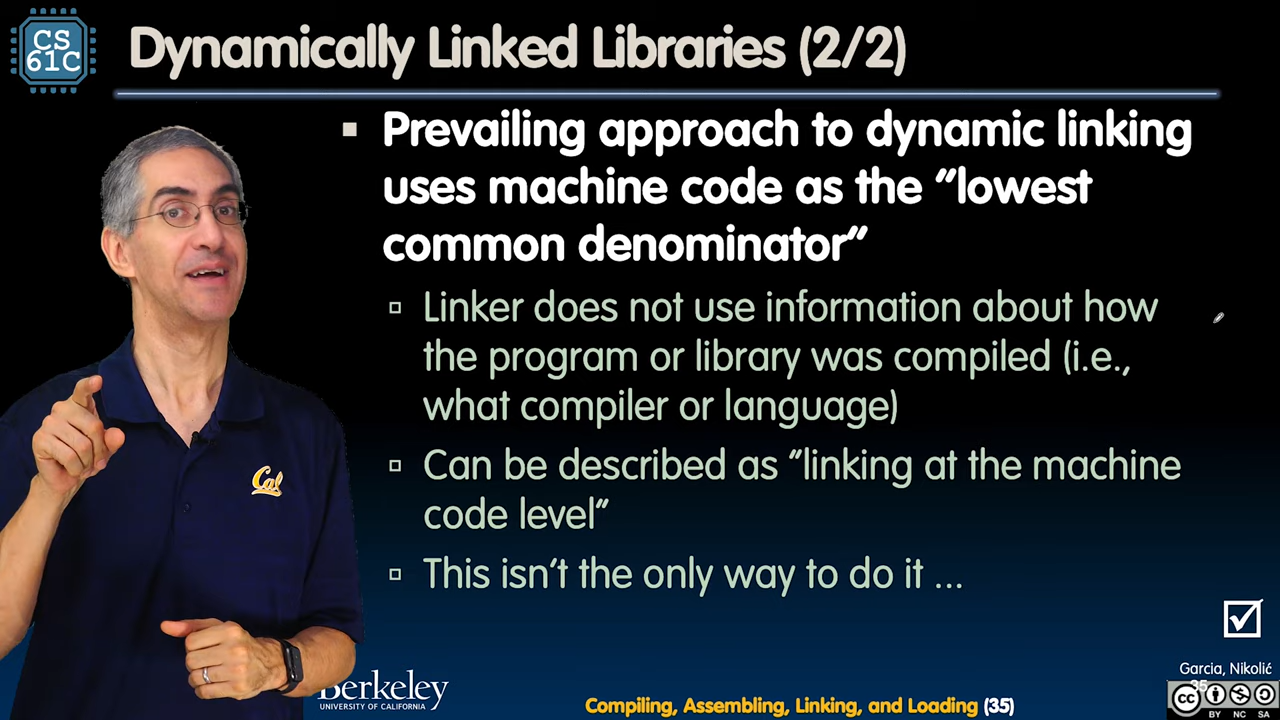 CS
61C
Dynamically Linked Libraries (2/2)
▪ Prevailing approach to dynamic linking
uses machine code as the “lowest
common denominator”
▫ Linker does not use information about how
the program or library was compiled (i.e.,
what compiler or language)
▫ Can be described as “linking at the machine
code level”
▫ This isn’t the only way to do it ...
Cal
Berkeley
UNIVERSITY OF CALIFORNIA
Compiling, Assembling, Linking, and Loading (35)
Garcia, Nikolić
35
CC BY NC SA